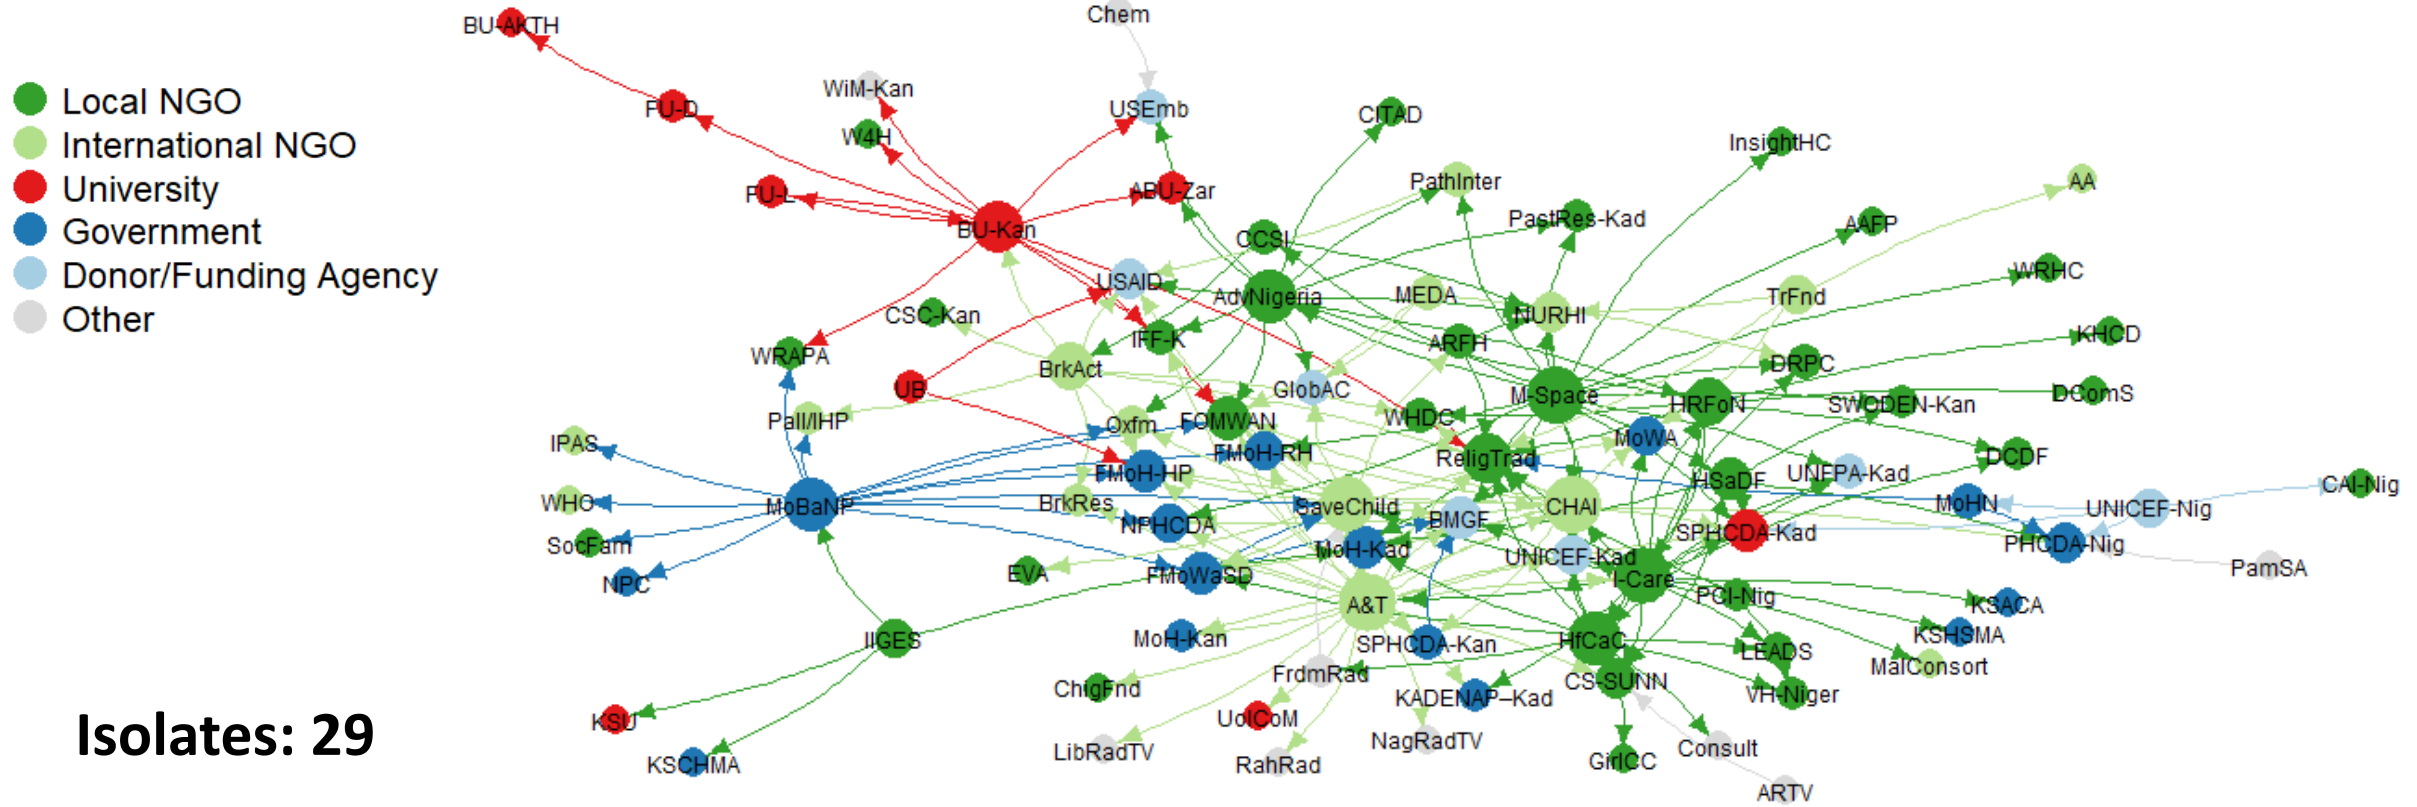 Local NGO
International NGO
University
Government
Donor/Funding Agency
Other
Isolates: 29
BU-AKTH
Chem
FU-D
WiM-Kan
W4H
USEmb
CITAD
InsightHC
FU-L
BU-Kan
ABU-Zar
PathInter
AA
PastRes-Kad
AAFP
CCSI
USAID
AdvNigeria
MEDA
NURHI
TrFnd
WRHC
CSC-Kan
WRAPA
IFF-K
ARFH
KHCD
BrkAct
DRPC
UB
GlobAC
M-Space
HRFoN
SWODEN-Kan
DComS
Pall/IHP
Oxfm
FOMWAN
WHDC
IPAS
FMoH-HP
FMoH-RH
ReligTrad
MoWA
DCDF
HSaDF
UNFPA-Kad
WHO
MoBaNP
BrkRes
SaveChild
CHAI
MoHN
UNICEF-Nig
CAI-Nig
NPHCDA
BMGF
SPHCDA-Kad
SocFam
MoH-Kad
UNICEF-Kad
PHCDA-Nig
NPC
EVA
FMoWaSD
I-Care
PamSA
A&T
PCI-Nig
KSACA
IIGES
MoH-Kan
SPHCDA-Kan
HfCaC
KSHSMA
LEADS
MalConsort
ChigFnd
FrdmRad
CS-SUNN
KADENAP–Kad
VH-Niger
KSU
UoICoM
KSCHMA
LibRadTV
RahRad
NagRadTV
GirlCC
Consult
ARTV